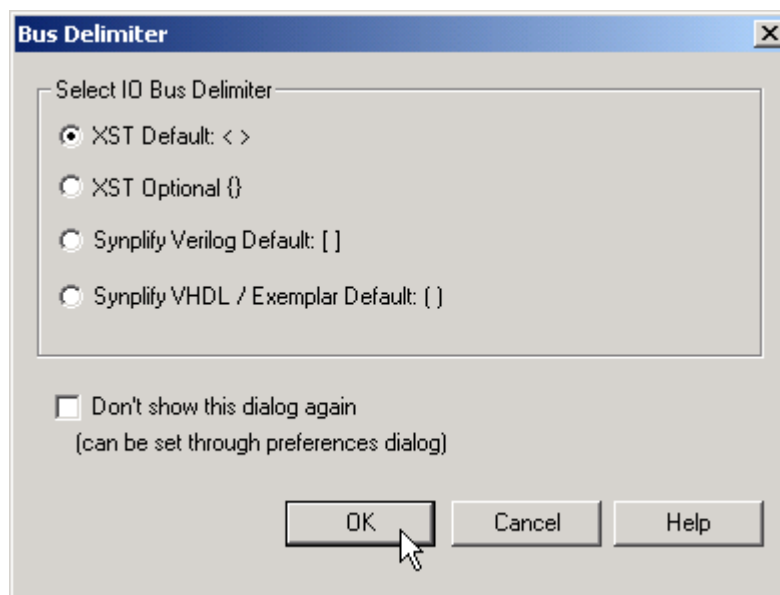 Bus Delimiter
Select IO Bus Delimiter
XST Default: < >
XST Optional {}
Synplify Verilog Default: [ ]
Synplify VHDL / Exemplar Default: ( )
Don't show this dialog again
(can be set through preferences dialog)
OK Cancel Help